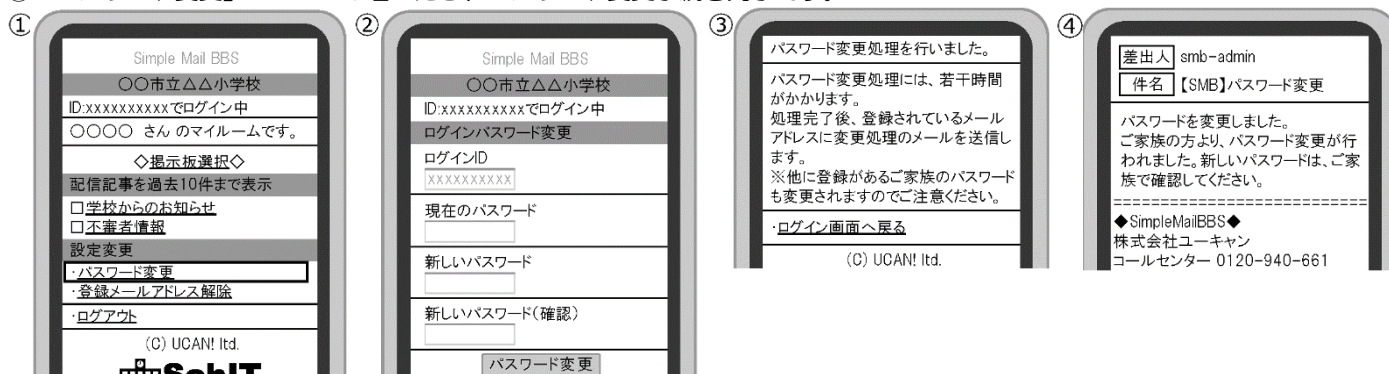 ①
Simple Mail BBS
〇〇市立△△小学校
ID:xxxxxxxxxxでログイン中
〇〇〇〇 さん のマイルームです。
◇掲示板選択◇
配信記事を過去10件まで表示
□学校からのお知らせ
□不審者情報
設定変更
・パスワード変更
・登録メールアドレス解除
・ログアウト
(C) UCAN! ltd.
SchIT
②
Simple Mail BBS
〇〇市立△△小学校
ID:xxxxxxxxxxでログイン中
ログインパスワード変更
ログインID
xxxxxxxxxx
現在のパスワード
新しいパスワード
新しいパスワード(確認)
パスワード変更
③
パスワード変更処理を行いました。
パスワード変更処理には、若干時間
がかかります。
処理完了後、登録されているメール
アドレスに変更処理のメールを送信し
ます。
※他に登録があるご家族のパスワード
も変更されますのでご注意ください。
・ログイン画面へ戻る
(C) UCAN! ltd.
④
差出人 smb-admin
件名 【SMB】パスワード変更
パスワードを変更しました。
ご家族の方より、パスワード変更が行
われました。新しいパスワードは、ご家
族で確認してください。
==========================
◆SimpleMailBBS◆
株式会社ユーキャン
コールセンター 0120-940-661